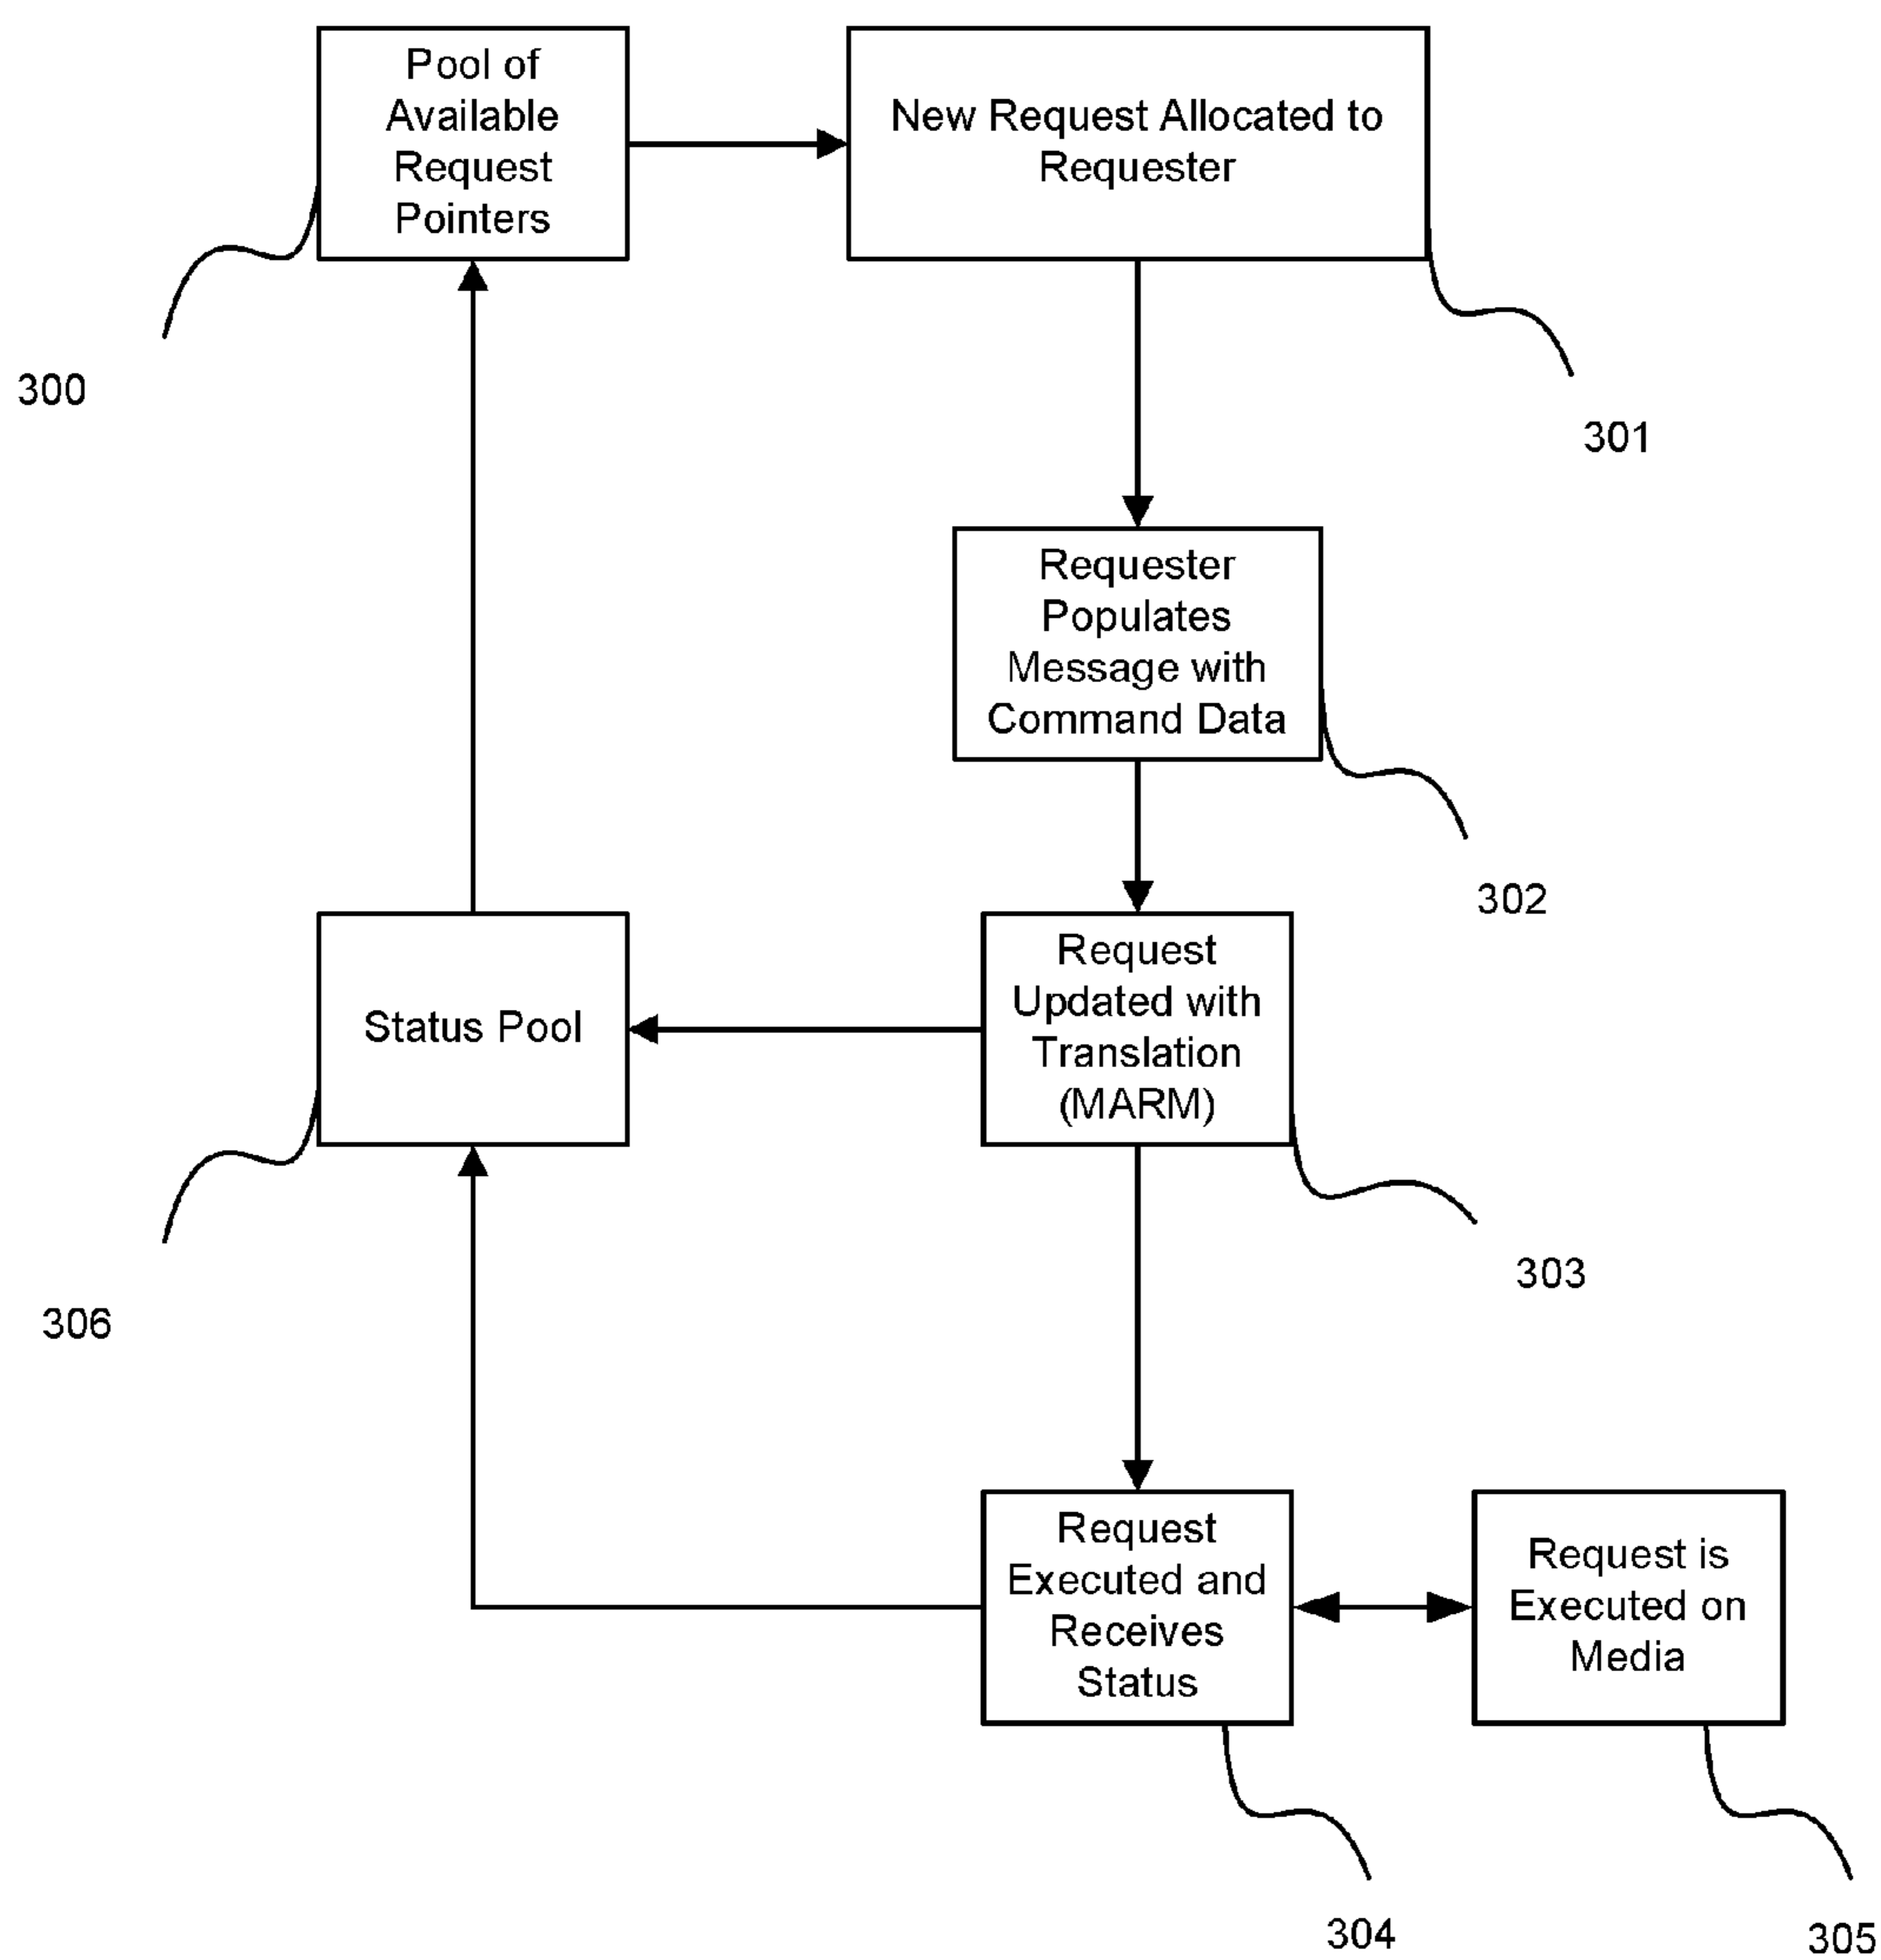 Pool of
Available
Request
Pointers
New Request Allocated to
Requester
300
301
Requester
Populates
Message with
Command Data
302
Request
Updated with
Translation
(MARM)
Status Pool
303
306
Request
Executed and
Receives
Status
Request is
Executed on
Media
304
305